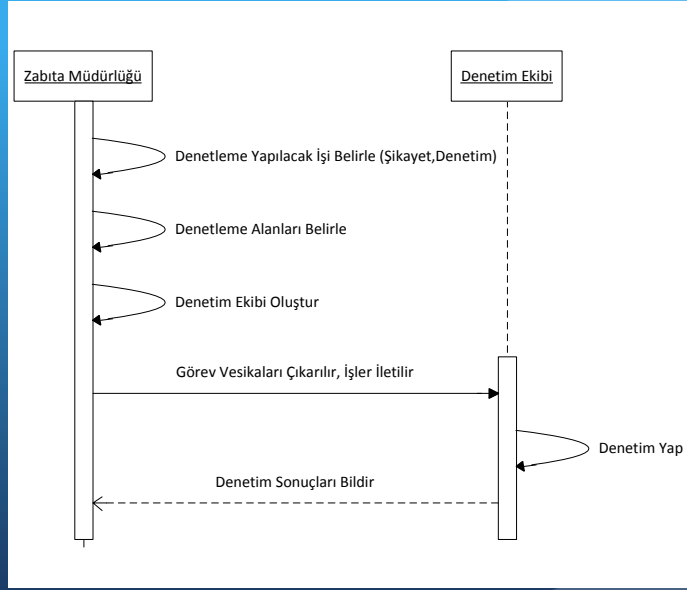 Zabıta Müdürlüğü
Denetim Ekibi
Denetleme Yapılacak İşi Belirle (Şikayet,Denetim)
Denetleme Alanları Belirle
Denetim Ekibi Oluştur
Görev Vesikaları Çıkarılır, İşler İletilir
Denetim Yap
Denetim Sonuçları Bildir